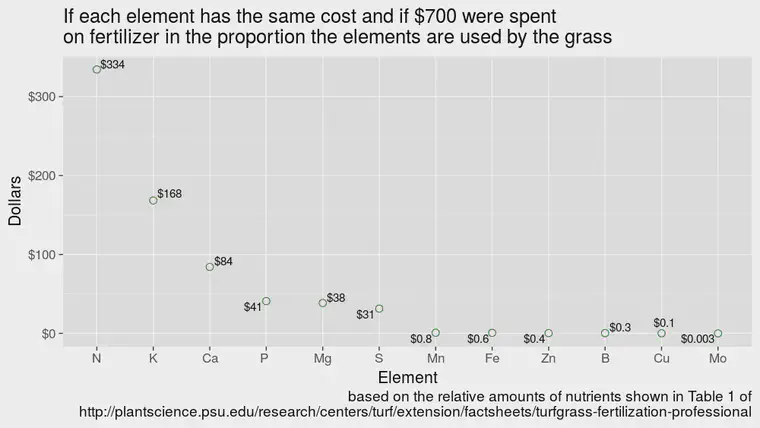 If each element has the same cost and if $700 were spent
on fertilizer in the proportion the elements are used by the grass
$334
$300
$200
$168
$100
$84
$41
$38
$31
$0
$0.8
$0.6
$0.4
$0.3
$0.1
$0.003
Dollars
N K Ca P Mg S Mn Fe Zn B Cu Mo
Element
based on the relative amounts of nutrients shown in Table 1 of
http://plantscience.psu.edu/research/centers/turf/extension/factsheets/turfgrass-fertilization-professional